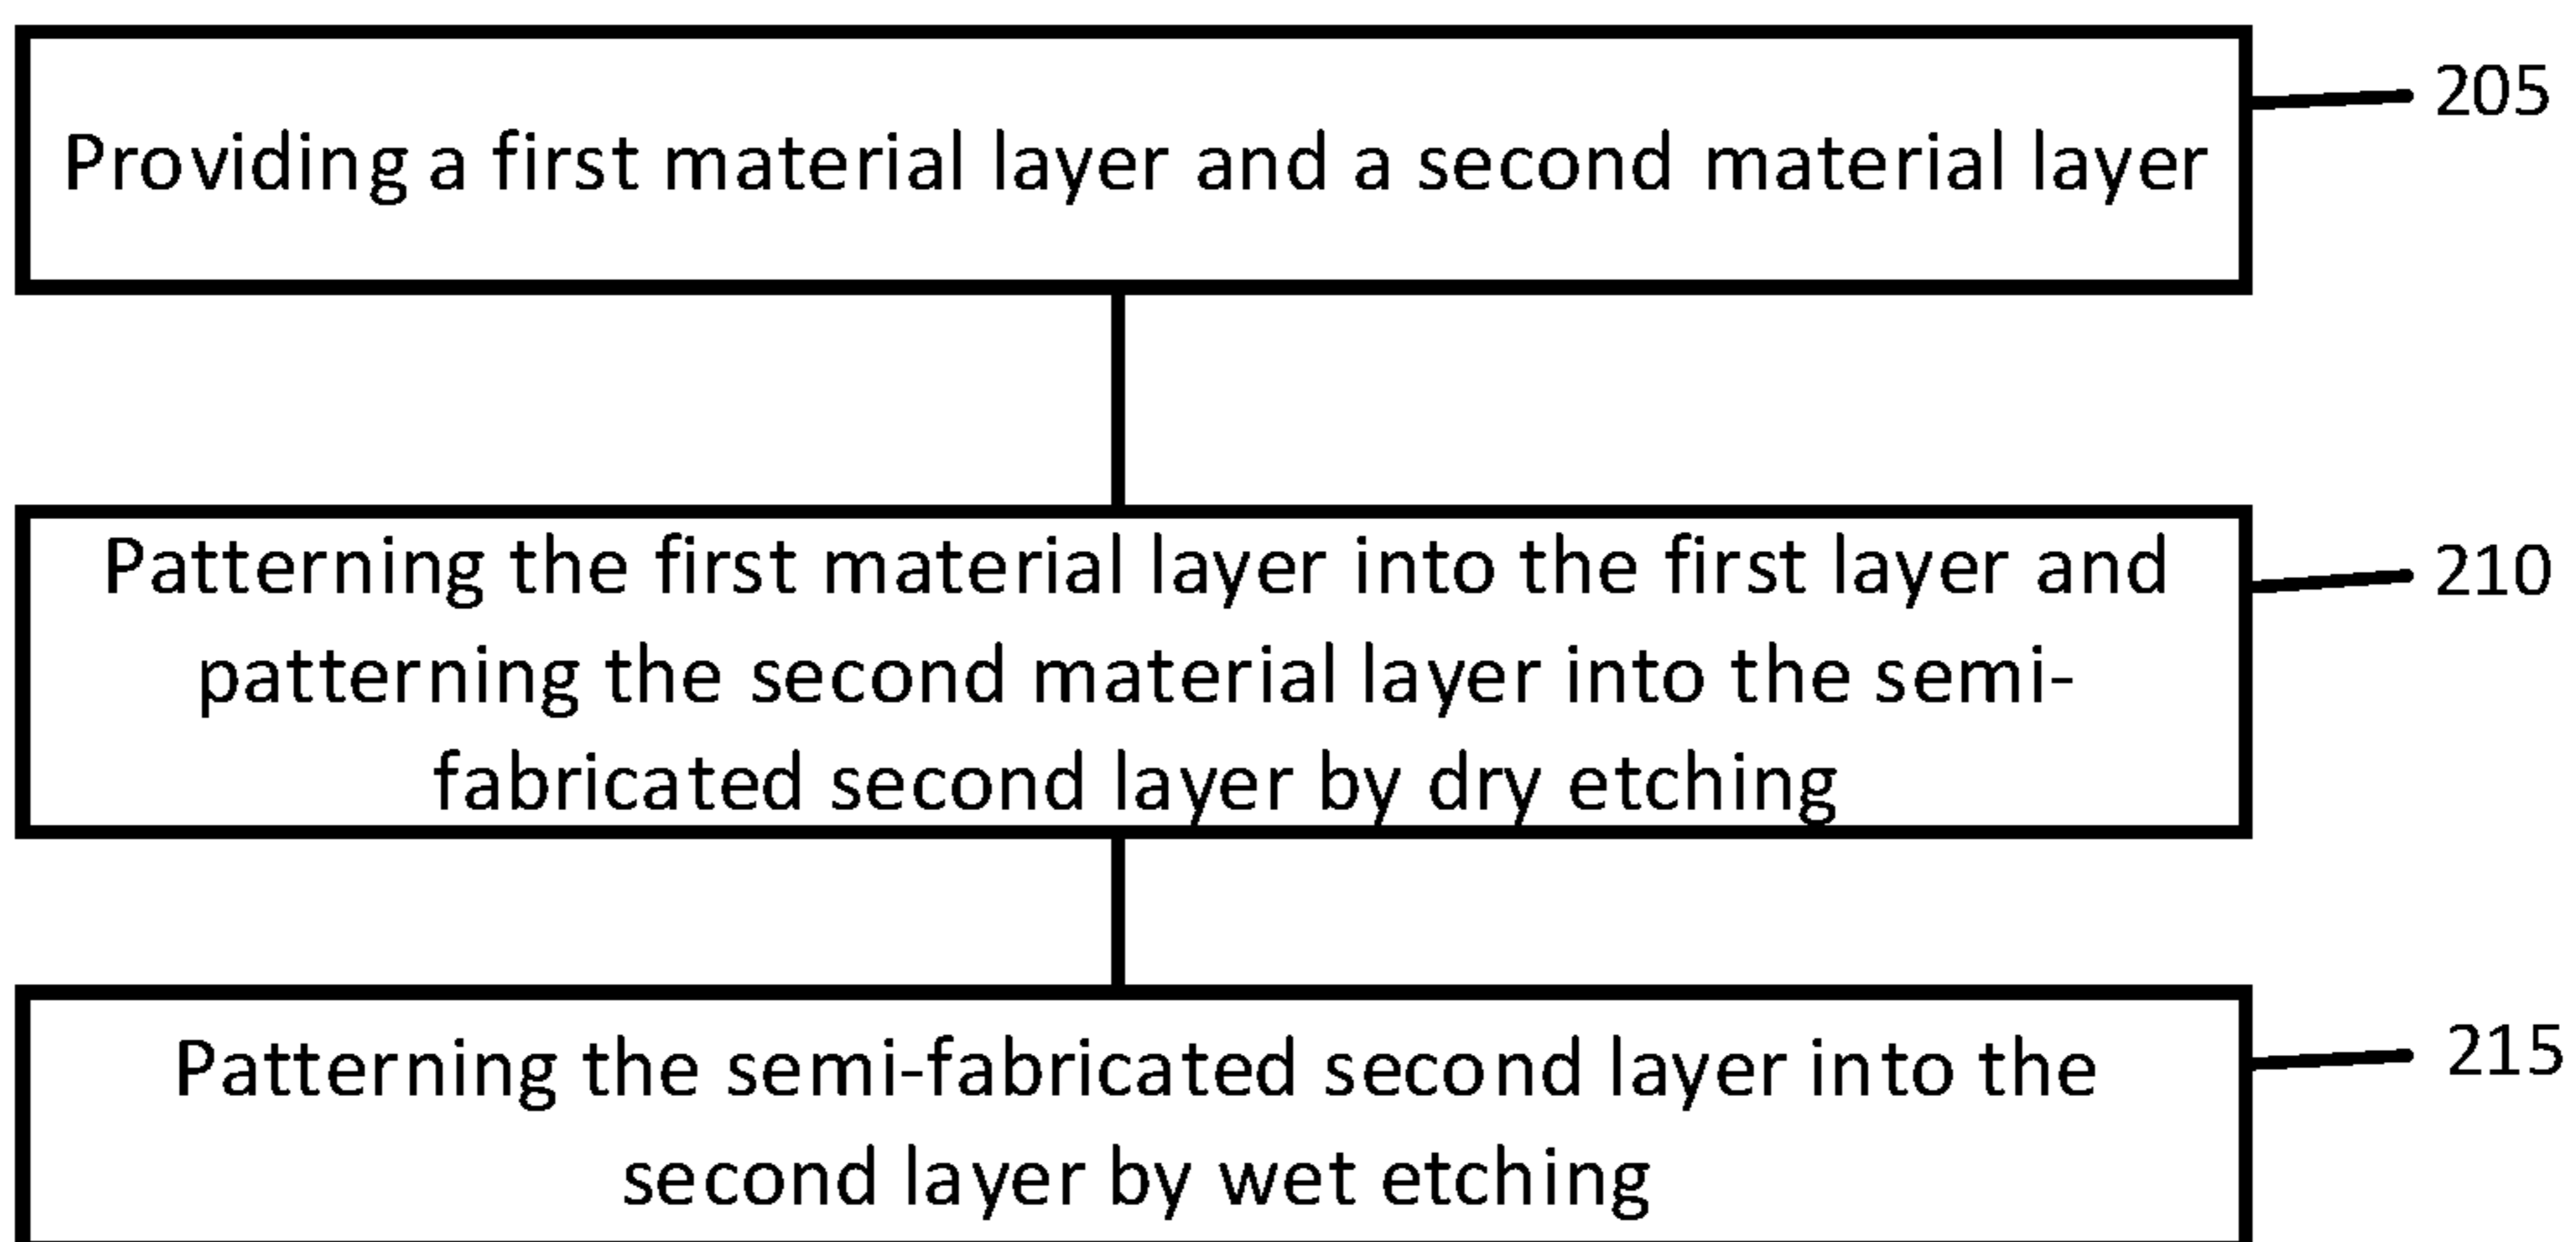 205
Providing a first material layer and a second material layer
Patterning the first material layer into the first layer and
210
patterning the second material layer into the semi-
fabricated second layer by dry etching
215
Patterning the semi-fabricated second layer into the
second layer by wet etching